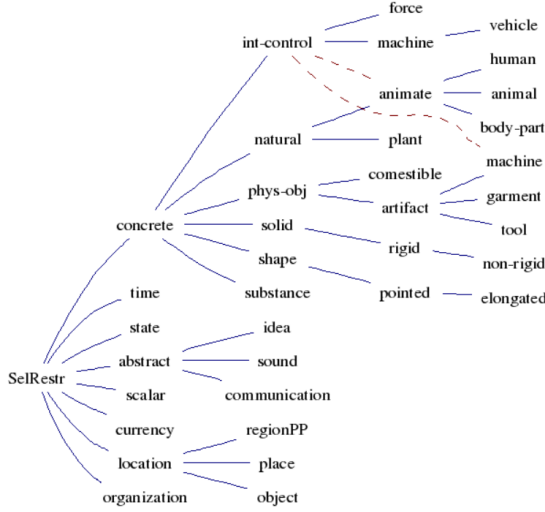 force
int-control
machine
vehicle
human
animate
animal
natural
plant
body-part
machine
comestible
phys-obj
artifact
garment
tool
concrete
solid
rigid
non-rigid
shape
time
substance
pointed
elongated
state
idea
SelRestr
abstract
sound
scalar
communication
currency
regionPP
location
place
organization
object